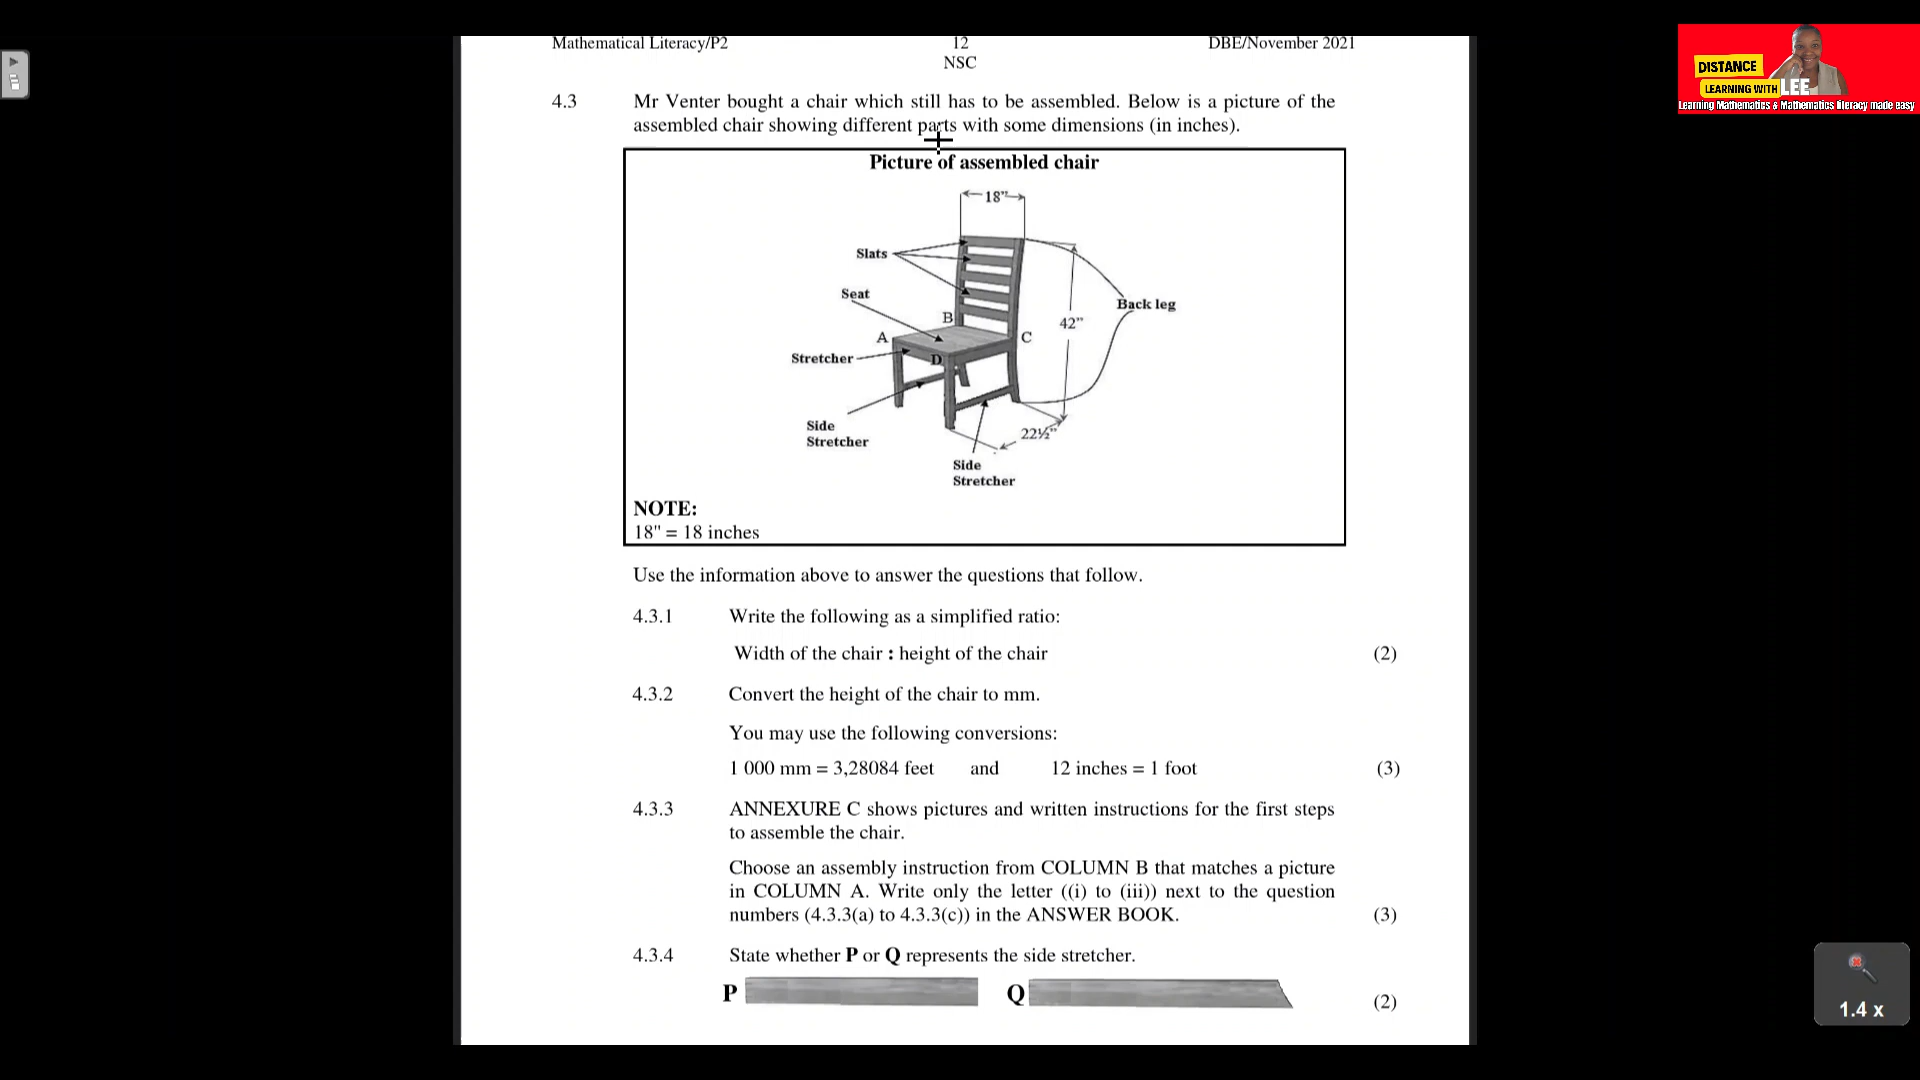 Mathematical Literacy/P2 12 DBE/November 2021
NSC
DISTANCE
LEARNING WITH LEE
Learning Mathematics & Mathematics literacy made easy
4.3 Mr Venter bought a chair which still has to be assembled. Below is a picture of the
assembled chair showing different parts with some dimensions (in inches).
Picture of assembled chair
18"
Slats
Seat
Back leg
B
42"
A
C
Stretcher
D
Side
Stretcher
22½"
Side
Stretcher
NOTE:
18" = 18 inches
Use the information above to answer the questions that follow.
4.3.1 Write the following as a simplified ratio:
Width of the chair : height of the chair (2)
4.3.2 Convert the height of the chair to mm.
You may use the following conversions:
1 000 mm = 3,28084 feet and 12 inches = 1 foot (3)
4.3.3 ANNEXURE C shows pictures and written instructions for the first steps
to assemble the chair.
Choose an assembly instruction from COLUMN B that matches a picture
in COLUMN A. Write only the letter ((i) to (iii)) next to the question
numbers (4.3.3(a) to 4.3.3(c)) in the ANSWER BOOK. (3)
4.3.4 State whether P or Q represents the side stretcher.
P Q (2)
1.4 x